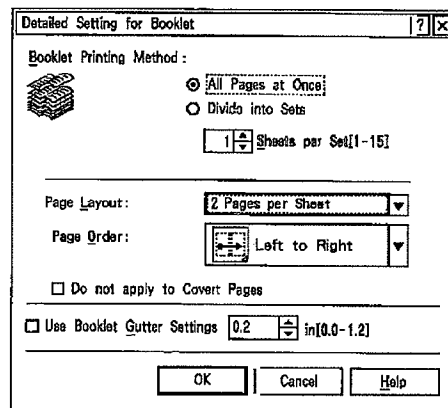 Detailed Setting for Booklet
Booklet Printing Method :
All Pages at Once
Divide into Sets
1 Sheets per Set[1-15]
Page Layout: 2 Pages per Sheet
Page Order: Left to Right
Do not apply to Covert Pages
Use Booklet Gutter Settings 0.2 in[0.0-1.2]
OK Cancel Help